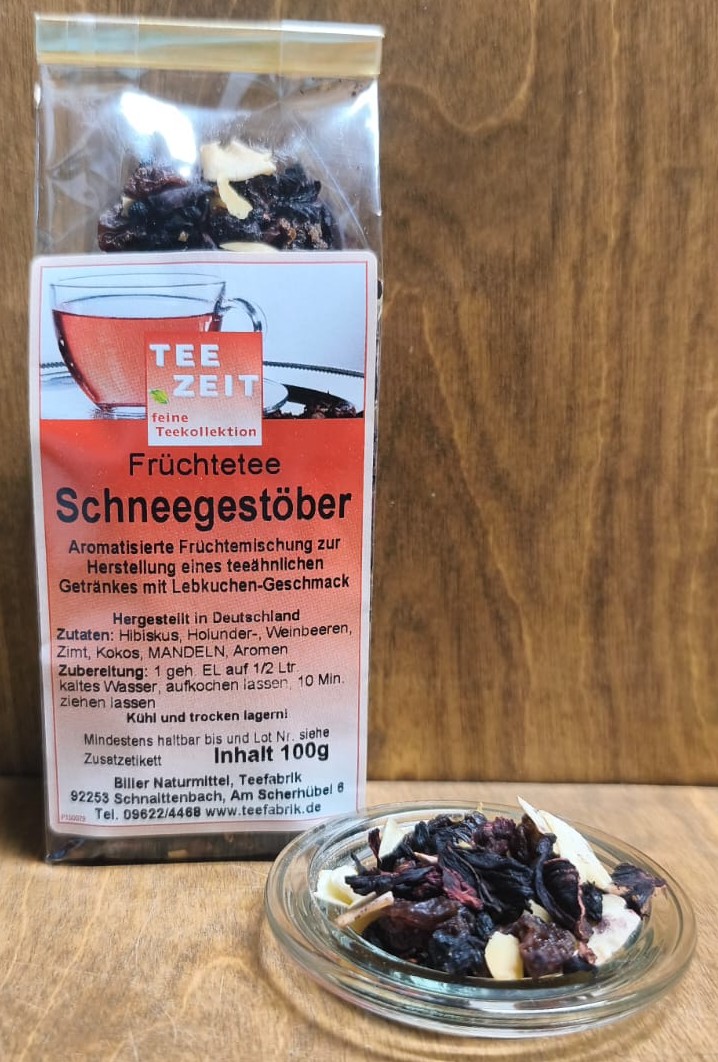 TEE
ZEIT
feine
Teekollektion
Früchtetee
Schneegestöber
Aromatisierte Früchtemischung zur
Herstellung eines teeähnlichen
Getränkes mit Lebkuchen-Geschmack
Hergestellt in Deutschland
Zutaten: Hibiskus, Holunder-, Weinbeeren,
Zimt, Kokos, MANDELN, Aromen
Zubereitung: 1 geh. EL auf 1/2 Ltr.
kaltes Wasser, aufkochen lassen, 10 Min.
ziehen lassen
Kühl und trocken lagern!
Mindestens haltbar bis und Lot Nr. siehe
Zusatzetikett Inhalt 100g
Biller Naturmittel, Teefabrik
92253 Schnaittenbach, Am Scherhübel 6
Tel. 09622/4468 www.teefabrik.de